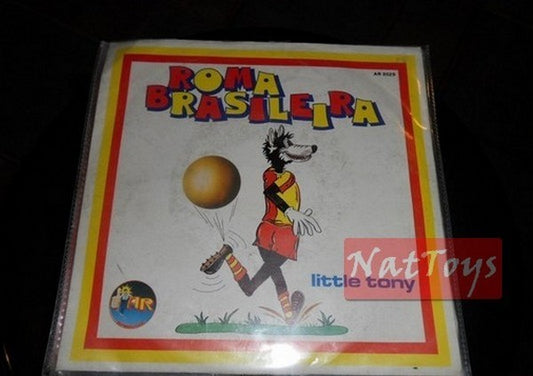 AR 8029
ROMA
BRASILEIRA
little tony
NatToys
AR